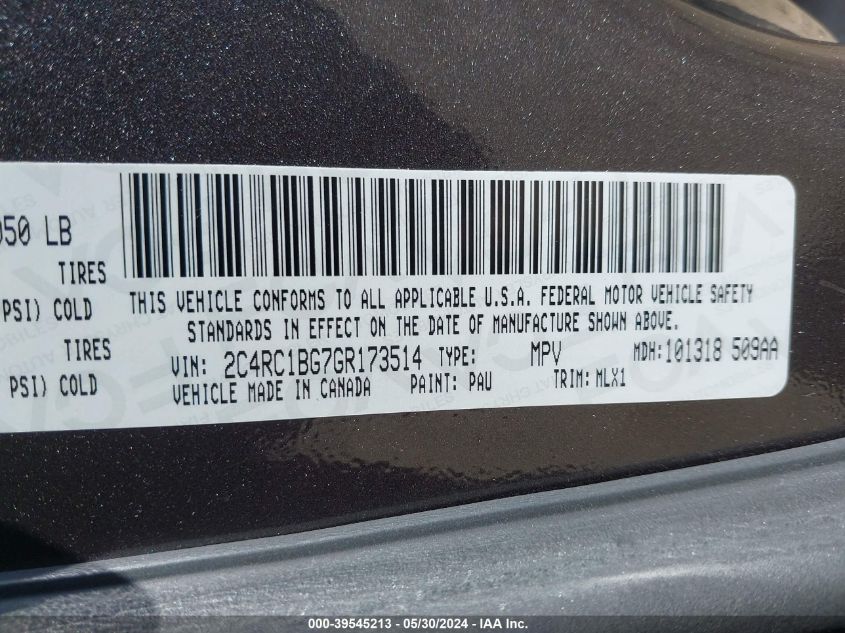 050 LB
TIRES
PSI) COLD
TIRES
PSI) COLD
THIS VEHICLE CONFORMS TO ALL APPLICABLE U.S.A. FEDERAL MOTOR VEHICLE SAFETY
STANDARDS IN EFFECT ON THE DATE OF MANUFACTURE SHOWN ABOVE.
VIN: 2C4RC1BG7GR173514 TYPE: MPV MDH:101318 509AA
VEHICLE MADE IN CANADA PAINT: PAU TRIM: MLX1
000-39545213 - 05/30/2024 - IAA Inc.